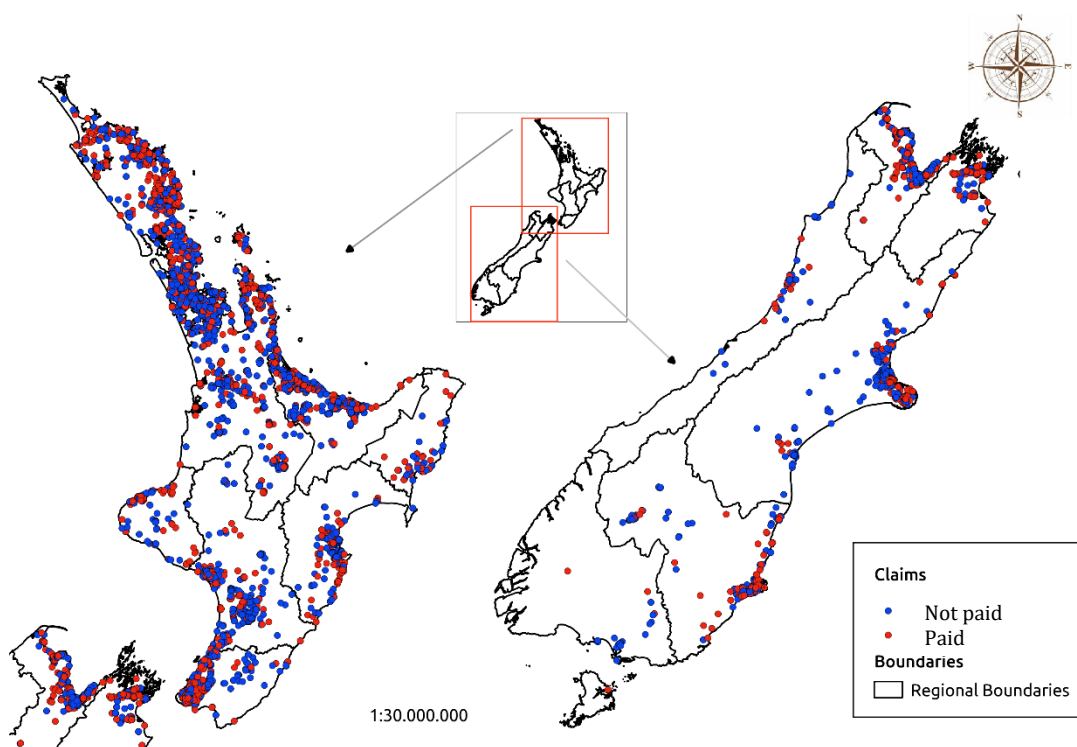 N
W
E
S
1:30.000.000
Claims
Not paid
Paid
Boundaries
Regional Boundaries